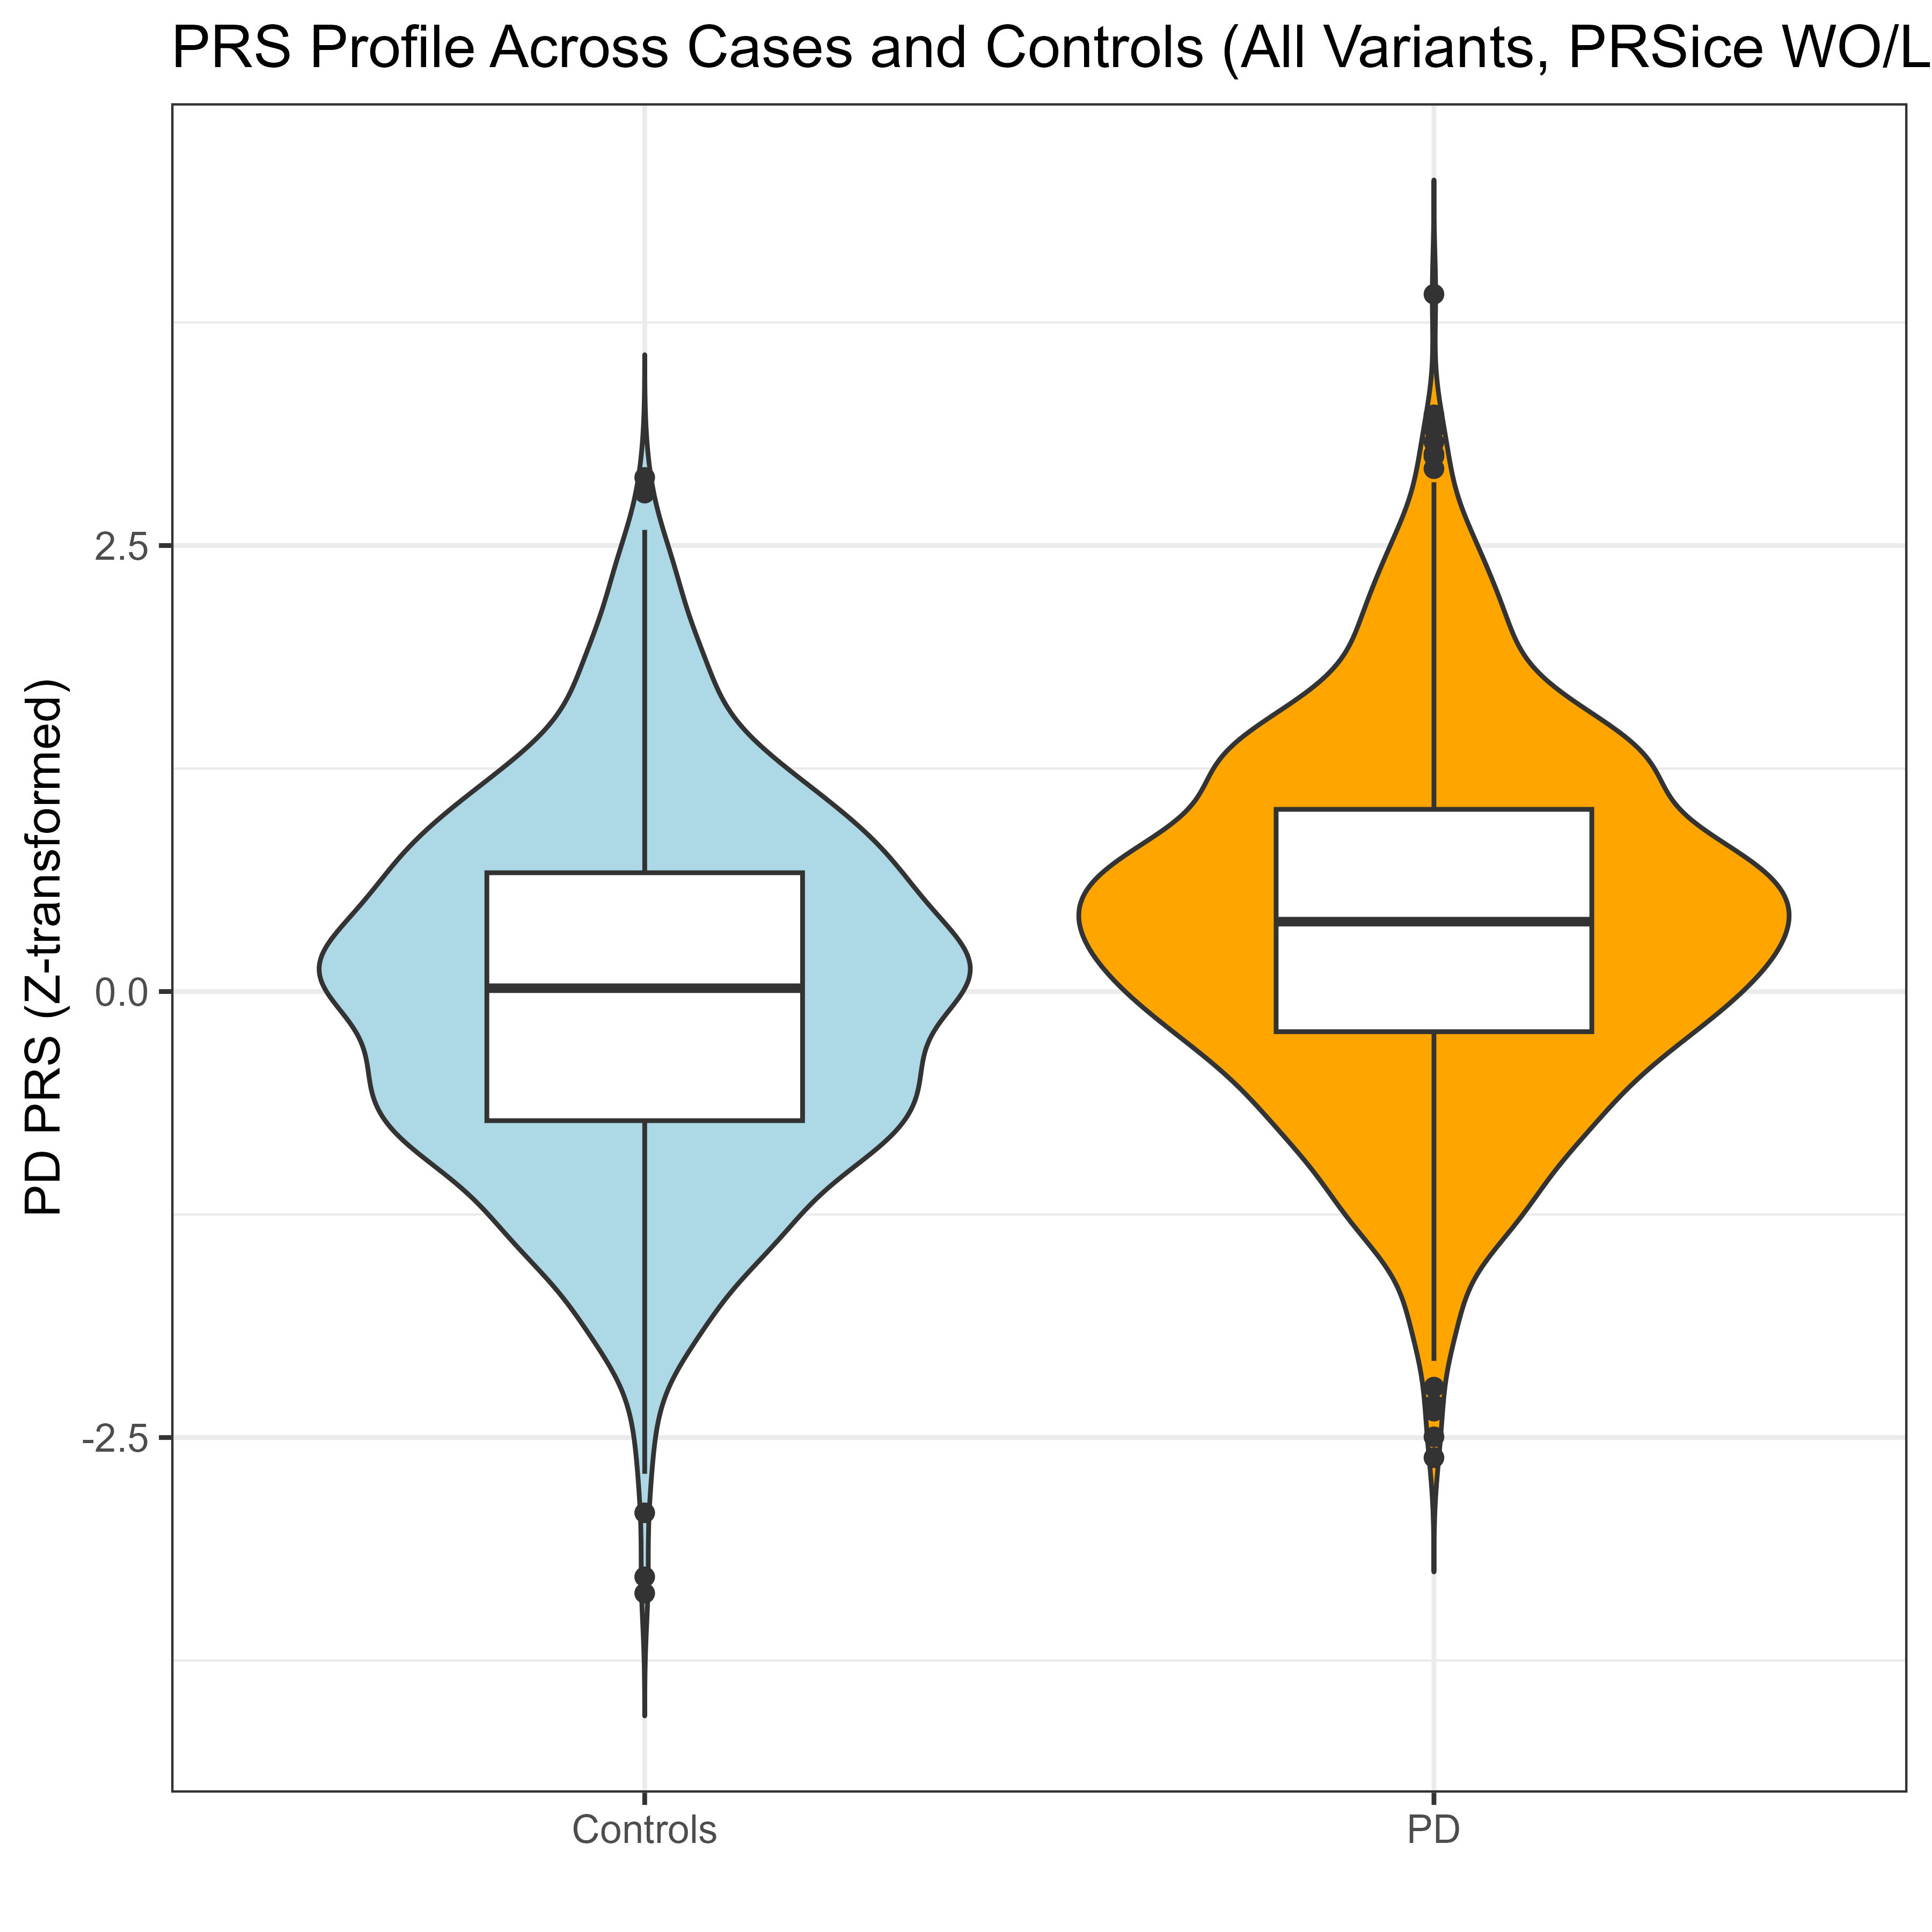 PRS Profile Across Cases and Controls (All Variants, PRSice WO/L
PD PRS (Z-transformed)
2.5
0.0
-2.5
Controls
PD